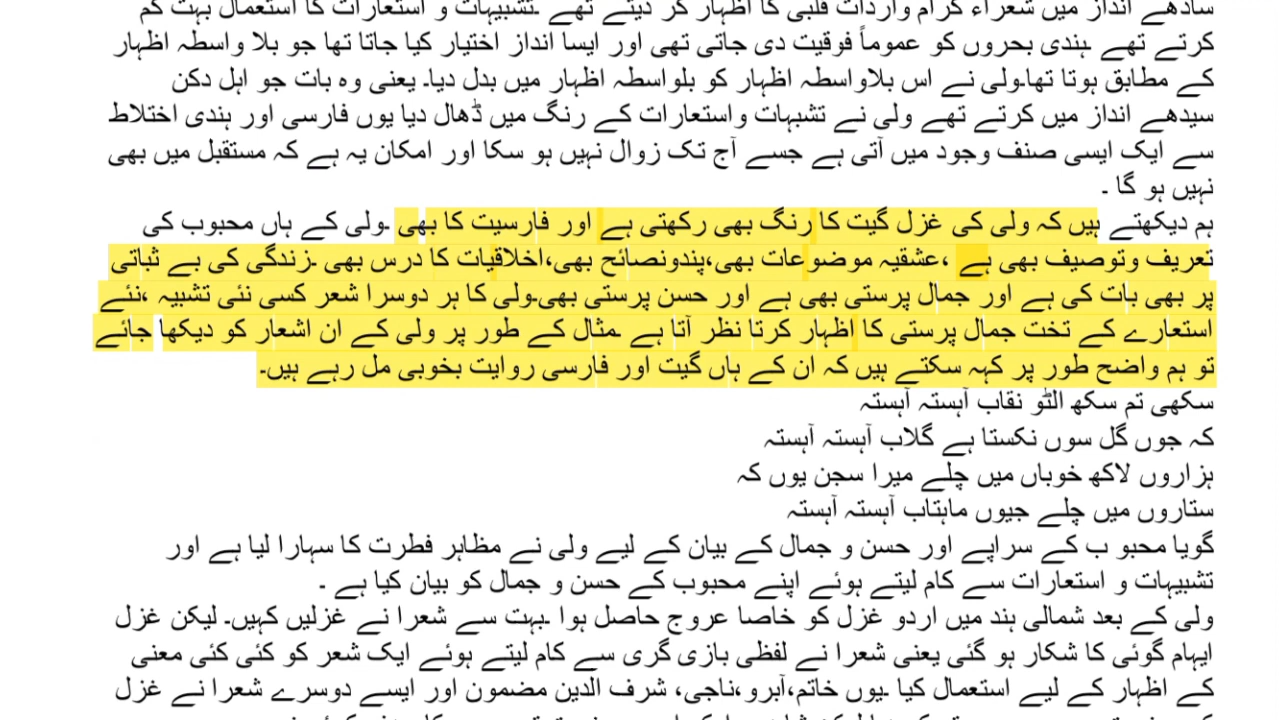 سادھے انداز میں شعراء کرام واردات قلبی کا اظہار کر دیتے تھے ۔تشبیہات و استعارات کا استعمال بہت کم
کرتے تھے ۔ہندی بحروں کو عموماً فوقیت دی جاتی تھی اور ایسا انداز اختیار کیا جاتا تھا جو بلا واسطہ اظہار
کے مطابق ہوتا تھا۔ولی نے اس بلاواسطہ اظہار کو بلواسطہ اظہار میں بدل دیا۔ یعنی وہ بات جو اہل دکن
سیدھے انداز میں کرتے تھے ولی نے تشبہات واستعارات کے رنگ میں ڈھال دیا یوں فارسی اور ہندی اختلاط
سے ایک ایسی صنف وجود میں آتی ہے جسے آج تک زوال نہیں ہو سکا اور امکان یہ ہے کہ مستقبل میں بھی
نہیں ہو گا ۔
ہم دیکھتے ہیں کہ ولی کی غزل گیت کا رنگ بھی رکھتی ہے اور فارسیت کا بھی ۔ولی کے ہاں محبوب کی
تعریف وتوصیف بھی ہے ،عشقیہ موضوعات بھی،پندونصائح بھی،اخلاقیات کا درس بھی ۔زندگی کی بے ثباتی
پر بھی بات کی ہے اور جمال پرستی بھی ہے اور حسن پرستی بھی۔ولی کا ہر دوسرا شعر کسی نئی تشبیہ ،نئے
استعارے کے تخت جمال پرستی کا اظہار کرتا نظر آتا ہے ۔مثال کے طور پر ولی کے ان اشعار کو دیکھا جائے
تو ہم واضح طور پر کہہ سکتے ہیں کہ ان کے ہاں گیت اور فارسی روایت بخوبی مل رہے ہیں۔
سکھی تم سکھ الٹو نقاب آہستہ آہستہ
کہ جوں گل سوں نکستا ہے گلاب آہستہ آہستہ
ہزاروں لاکھ خوباں میں چلے میرا سجن یوں کہ
ستاروں میں چلے جیوں ماہتاب آہستہ آہستہ
گویا محبو ب کے سراپے اور حسن و جمال کے بیان کے لیے ولی نے مظاہر فطرت کا سہارا لیا ہے اور
تشبیہات و استعارات سے کام لیتے ہوئے اپنے محبوب کے حسن و جمال کو بیان کیا ہے ۔
ولی کے بعد شمالی ہند میں اردو غزل کو خاصا عروج حاصل ہوا ۔بہت سے شعرا نے غزلیں کہیں۔ لیکن غزل
ایہام گوئی کا شکار ہو گئی یعنی شعرا نے لفظی بازی گری سے کام لیتے ہوئے ایک شعر کو کئی کئی معنی
کے اظہار کے لیے استعمال کیا ۔یوں خاتم،آبرو،ناجی، شرف الدین مضمون اور ایسے دوسرے شعرا نے غزل